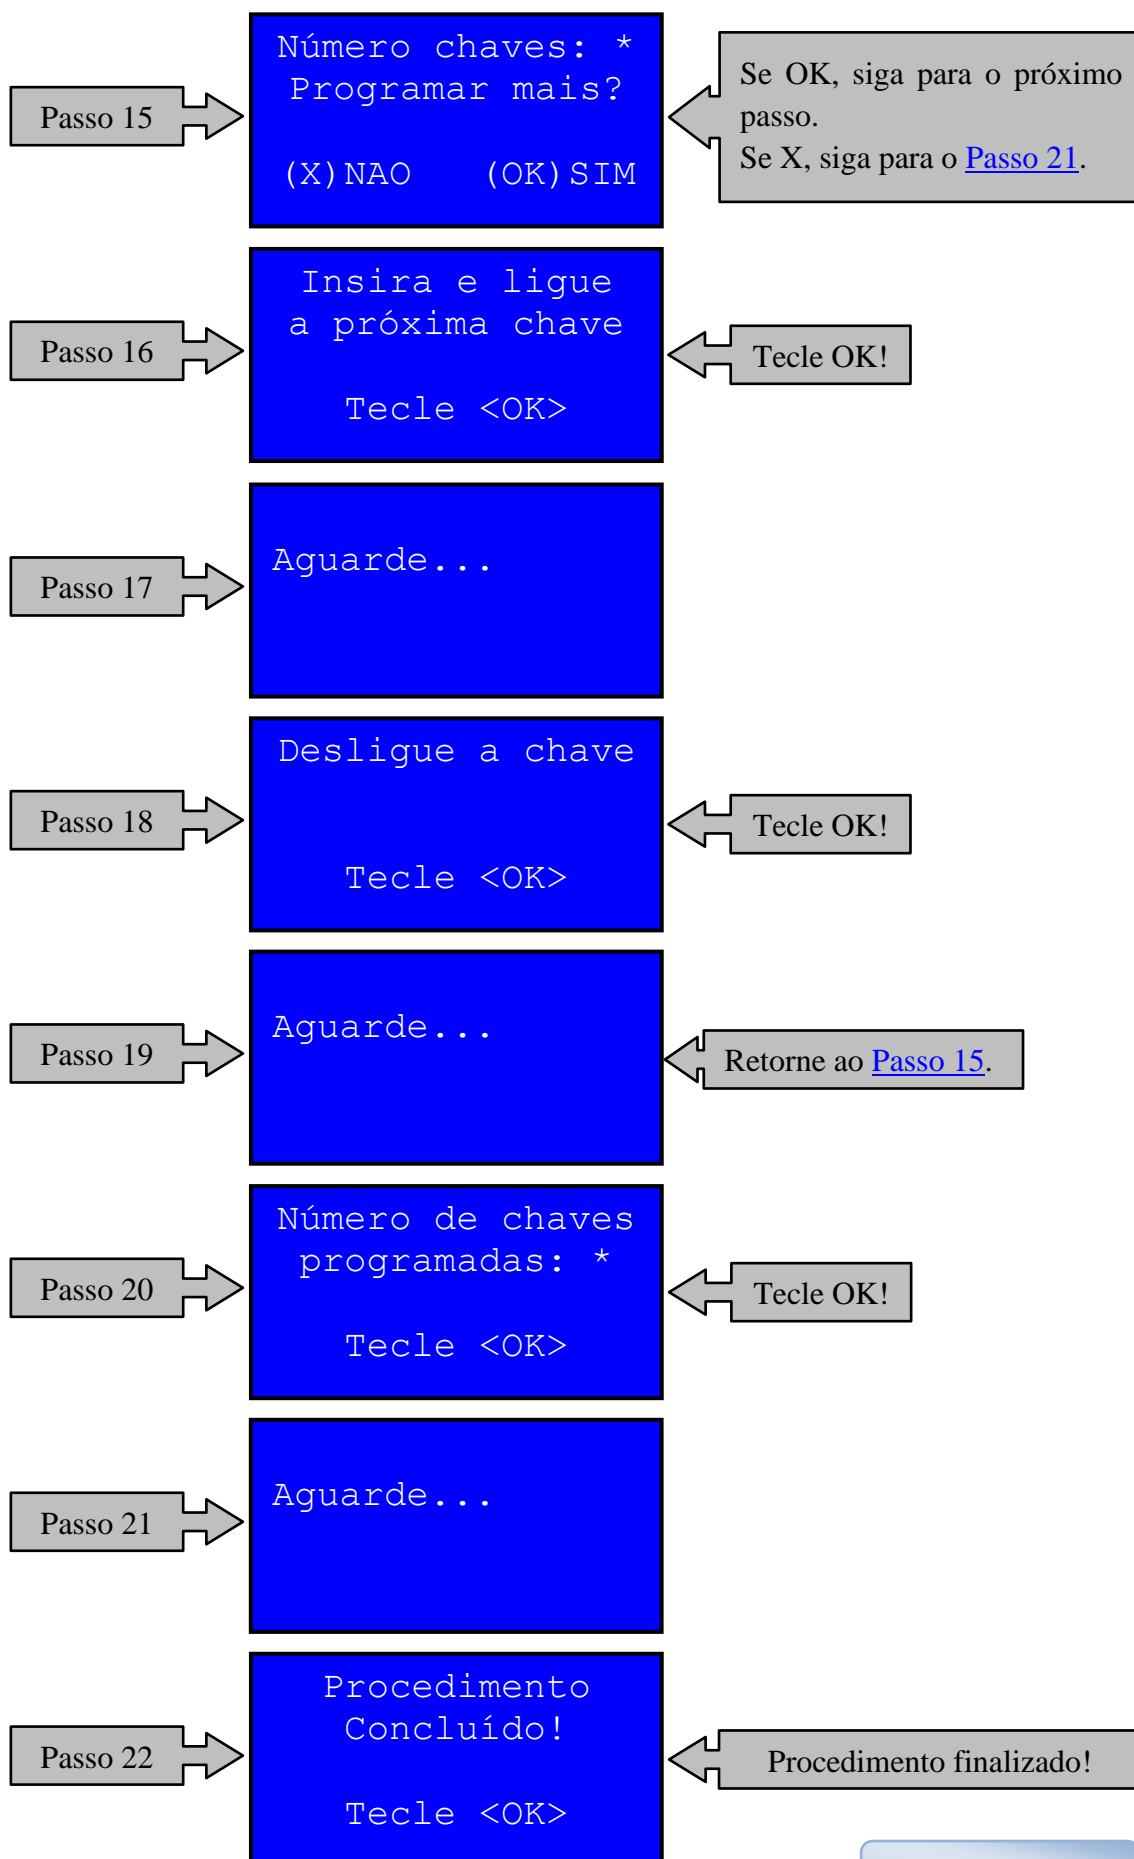 Passo 15
Número chaves: *
Programar mais?
(X)NAO (OK)SIM
Se OK, siga para o próximo
passo.
Se X, siga para o Passo 21.
Passo 16
Insira e ligue
a próxima chave
Tecle <OK>
Tecle OK!
Passo 17
Aguarde...
Passo 18
Desligue a chave
Tecle <OK>
Tecle OK!
Passo 19
Aguarde...
Retorne ao Passo 15.
Passo 20
Número de chaves
programadas: *
Tecle <OK>
Tecle OK!
Passo 21
Aguarde...
Passo 22
Procedimento
Concluído!
Tecle <OK>
Procedimento finalizado!